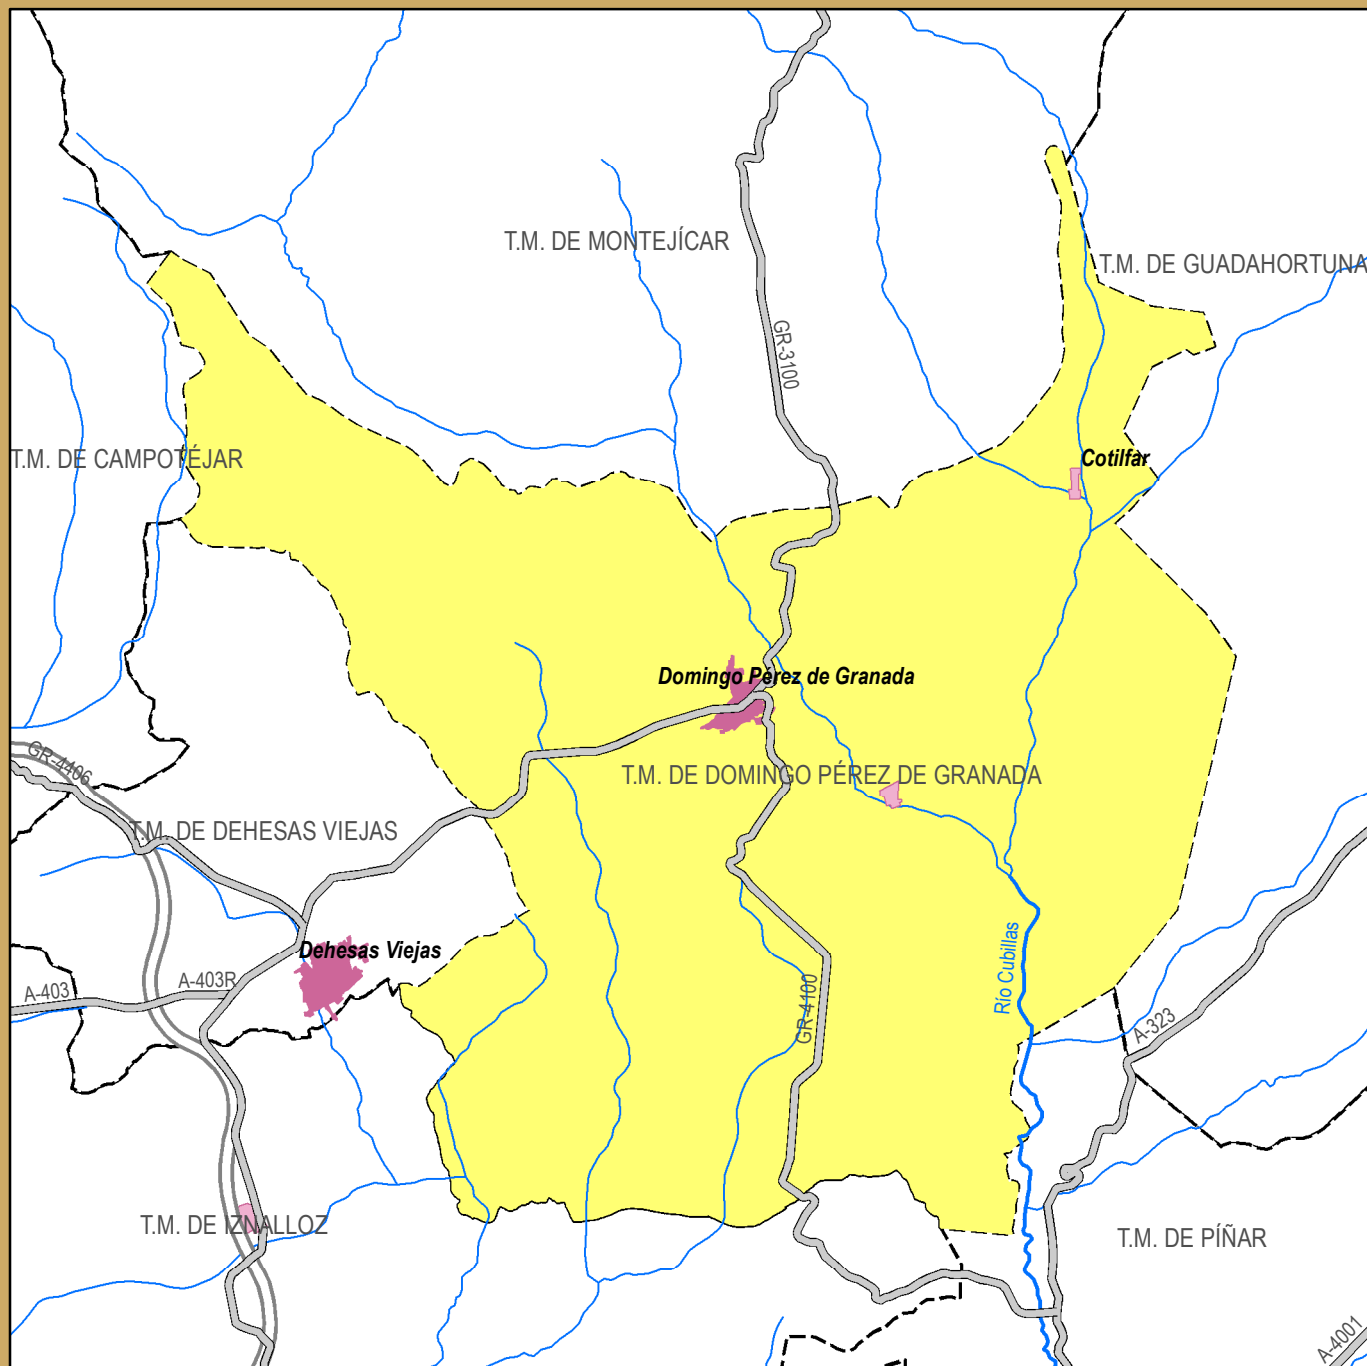 T.M. DE MONTEJÍCAR
T.M. DE GUADAHORTUNA
GR-3100
T.M. DE CAMPOTÉJAR
Cotilfar
Domingo Pérez de Granada
GR-4406
T.M. DE DOMINGO PÉREZ DE GRANADA
T.M. DE DEHESAS VIEJAS
Dehesas Viejas
Río Cubillas
A-403
A-403R
GR-4100
A-323
T.M. DE IZNALLOZ
T.M. DE PÍÑAR
A-4001